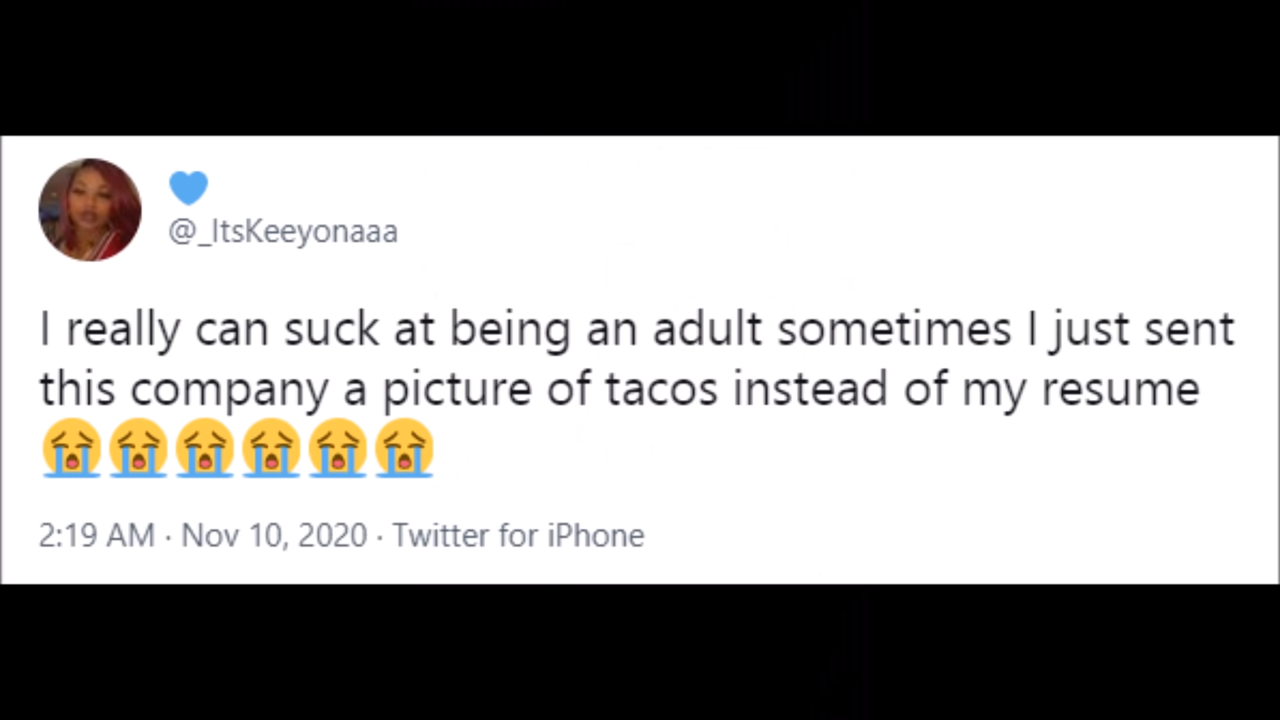 💙
@_ItsKeeyonaaa
I really can suck at being an adult sometimes I just sent
this company a picture of tacos instead of my resume
😭😭😭😭😭😭
2:19 AM · Nov 10, 2020 · Twitter for iPhone